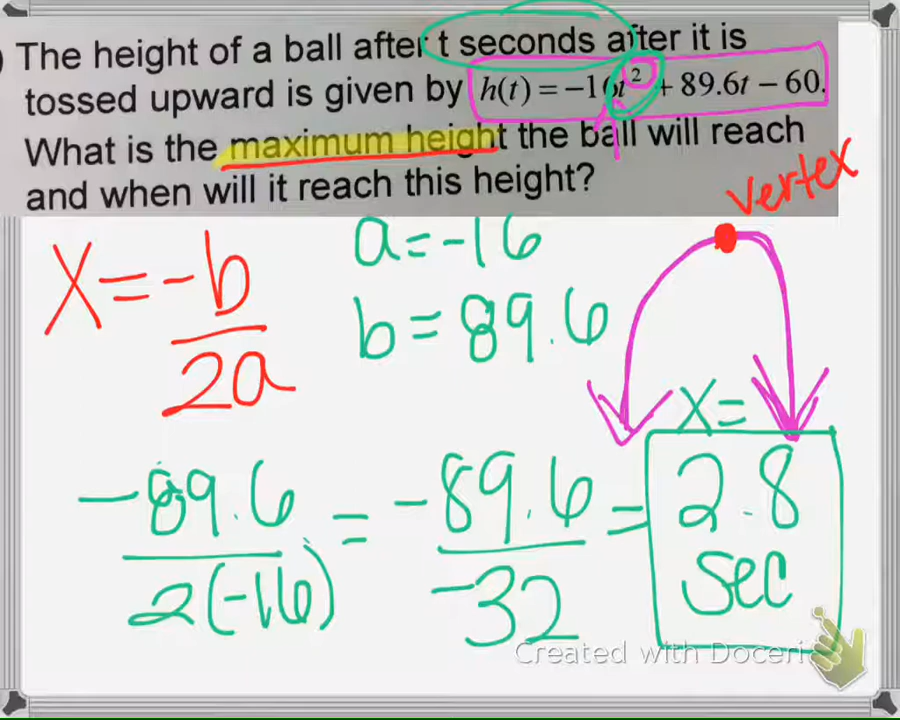 The height of a ball after t seconds after it is
tossed upward is given by h(t) = −16t² + 89.6t − 60.
What is the maximum height the ball will reach
and when will it reach this height?
vertex
X = -b/2a
a = -16
b = 89.6
X =
-89.6/2(-16) = -89.6/-32 = 2.8
sec
Created with Doceri